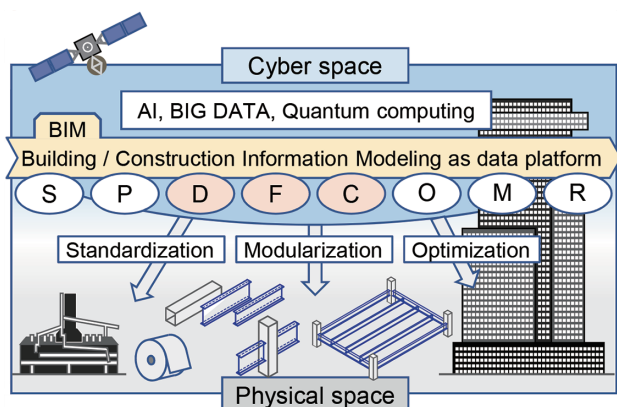 Cyber space
AI, BIG DATA, Quantum computing
BIM
Building / Construction Information Modeling as data platform
S P D F C O M R
Standardization Modularization Optimization
Physical space